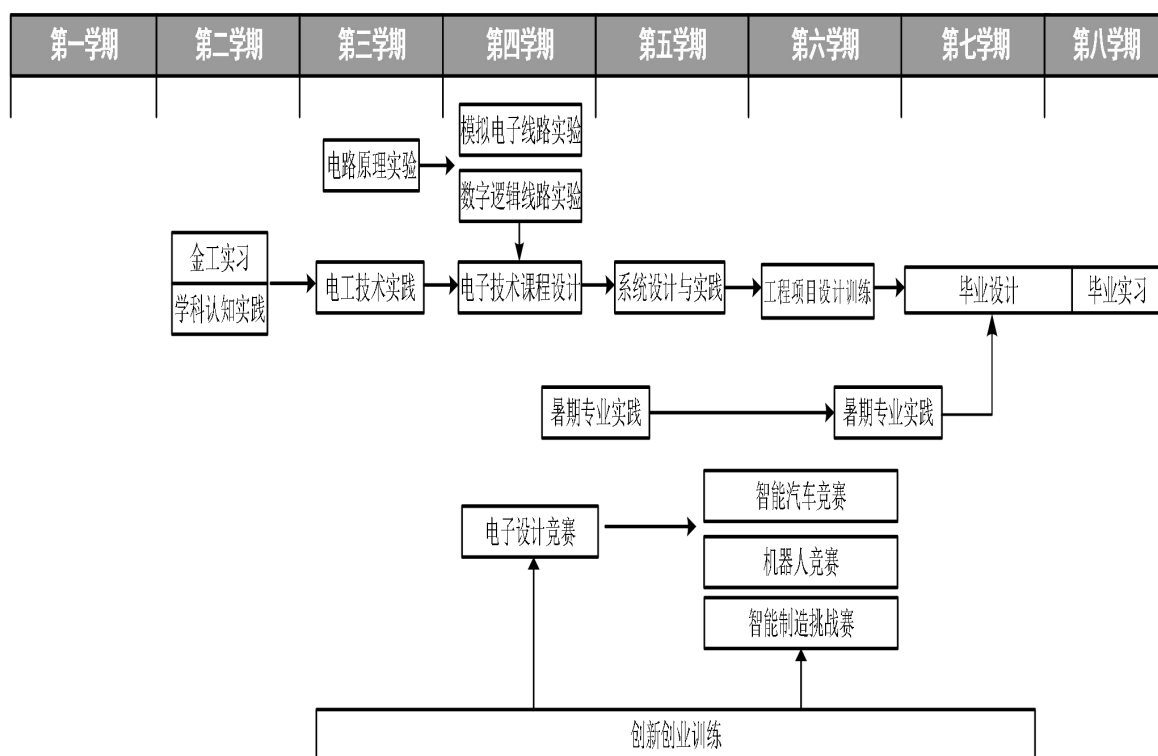 第一学期 第二学期 第三学期 第四学期 第五学期 第六学期 第七学期 第八学期
模拟电子线路实验
电路原理实验
数字逻辑线路实验
金工实习
学科认知实践
电工技术实践 电子技术课程设计 系统设计与实践 工程项目设计训练 毕业设计 毕业实习
暑期专业实践 暑期专业实践
智能汽车竞赛
电子设计竞赛
机器人竞赛
智能制造挑战赛
创新创业训练